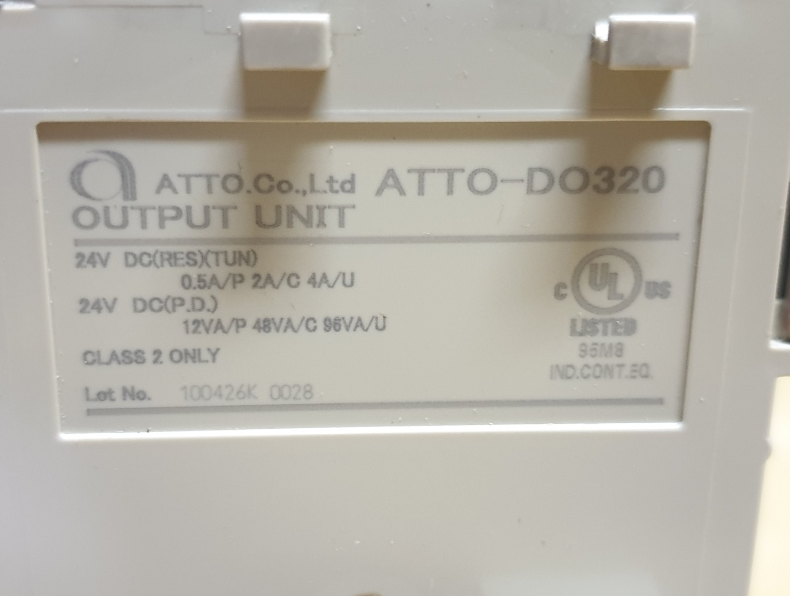 ATTO.Co.,Ltd ATTO-DO320
OUTPUT UNIT
24V DC(RES)(TUN)
0.5A/P 2A/C 4A/U
24V DC(P.D.)
12VA/P 48VA/C 96VA/U
CLASS 2 ONLY
Lot No. 100426K 0028
C UL US
LISTED
95M8
IND.CONT.EQ.